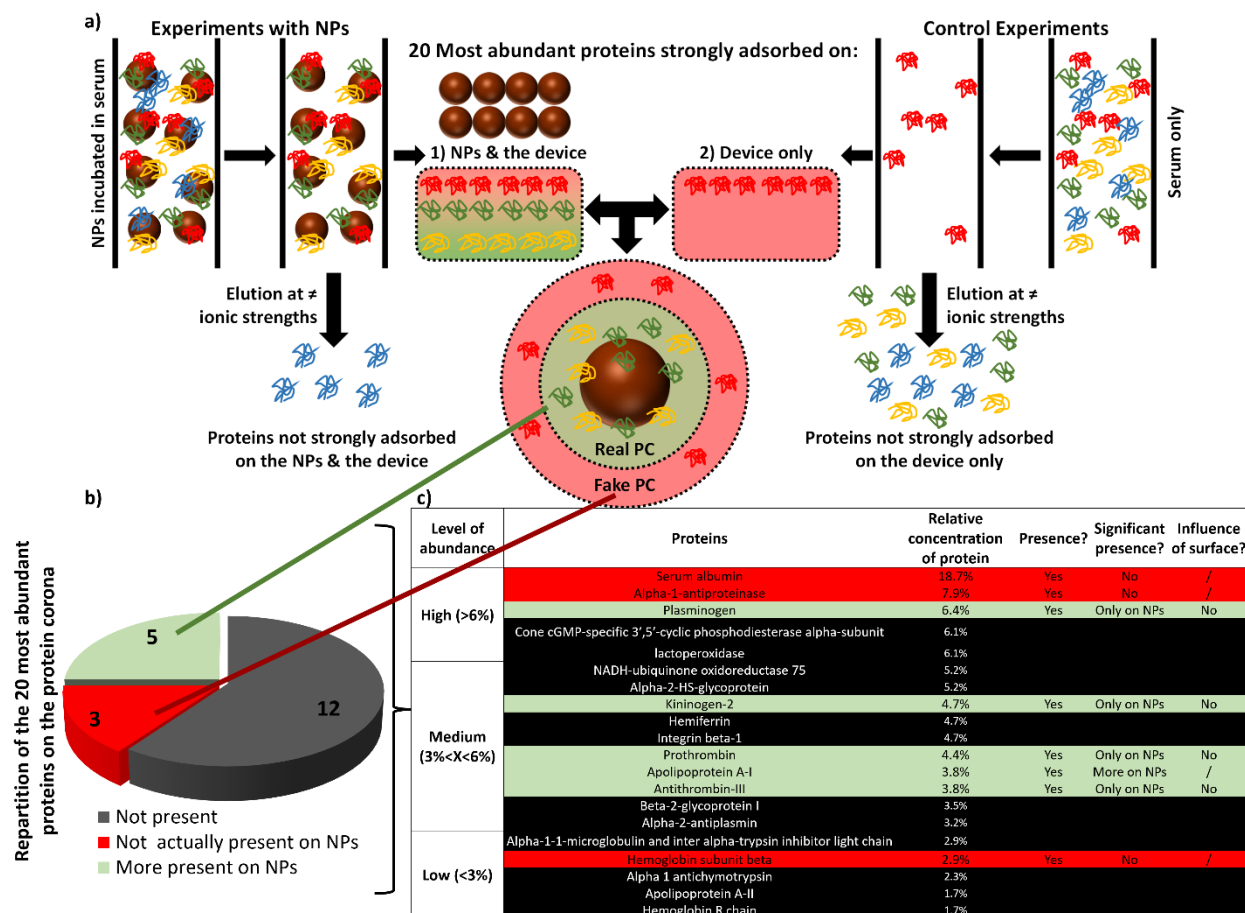 a)
Experiments with NPs
Control Experiments
20 Most abundant proteins strongly adsorbed on:
NPs incubated in serum
Serum only
1) NPs & the device
2) Device only
Elution at ≠
ionic strengths
Elution at ≠
ionic strengths
Proteins not strongly adsorbed
on the NPs & the device
Real PC
Fake PC
Proteins not strongly adsorbed
on the device only
b)
Repartition of the 20 most abundant
proteins on the protein corona
5
3
12
Not present
Not actually present on NPs
More present on NPs
c)
Level of
abundance
Proteins
Relative
concentration
of protein
Presence?
Significant
presence?
Influence
of surface?
High (>6%)
Serum albumin 18.7% Yes No /
Alpha-1-antiproteinase 7.9% Yes No /
Plasminogen 6.4% Yes Only on NPs No
Cone cGMP-specific 3′,5′-cyclic phosphodiesterase alpha-subunit 6.1%
lactoperoxidase 6.1%
Medium
(3%<X<6%)
NADH-ubiquinone oxidoreductase 75 5.2%
Alpha-2-HS-glycoprotein 5.2%
Kininogen-2 4.7% Yes Only on NPs No
Hemiferrin 4.7%
Integrin beta-1 4.7%
Prothrombin 4.4% Yes Only on NPs No
Apolipoprotein A-I 3.8% Yes More on NPs /
Antithrombin-III 3.8% Yes Only on NPs No
Beta-2-glycoprotein I 3.5%
Alpha-2-antiplasmin 3.2%
Low (<3%)
Alpha-1-1-microglobulin and inter alpha-trypsin inhibitor light chain 2.9%
Hemoglobin subunit beta 2.9% Yes No /
Alpha 1 antichymotrypsin 2.3%
Apolipoprotein A-II 1.7%
Hemoglobin R chain 1.7%